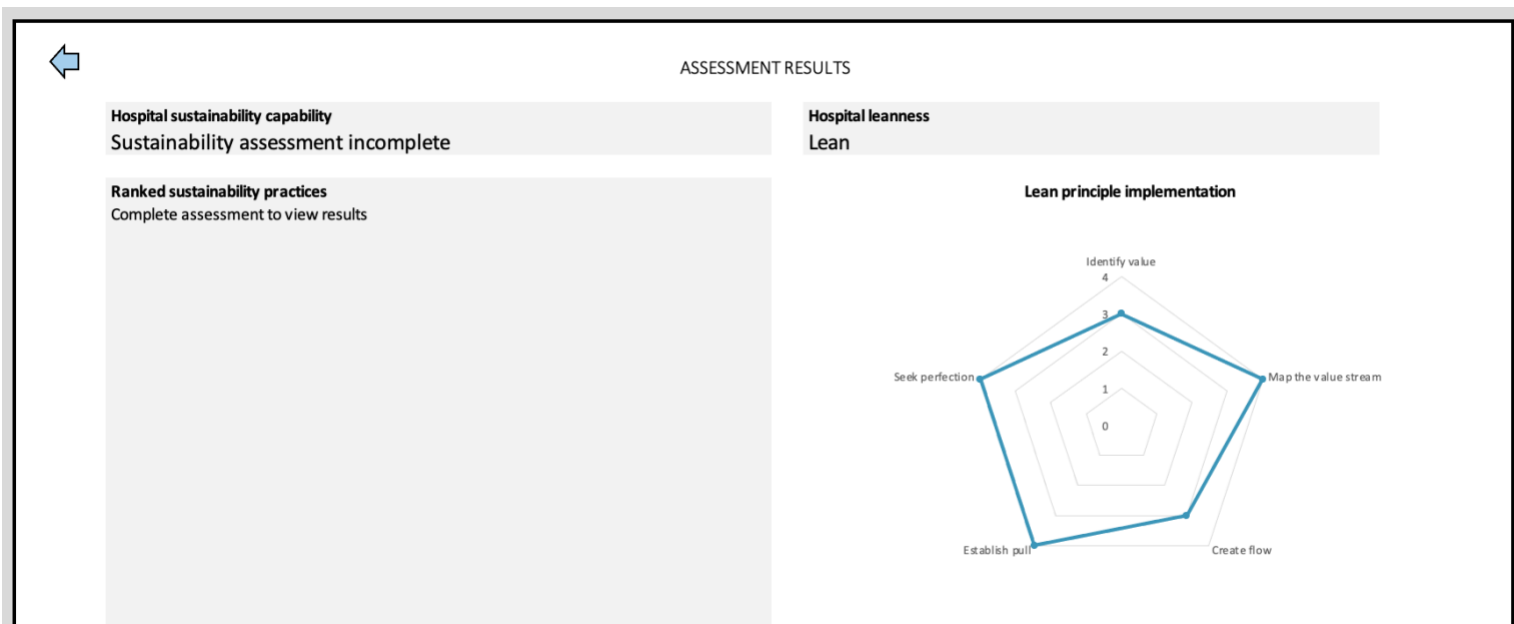 ASSESSMENT RESULTS
Hospital sustainability capability
Sustainability assessment incomplete
Hospital leanness
Lean
Ranked sustainability practices
Complete assessment to view results
Lean principle implementation
Identify value
4
3
2
1
0
Seek perfection
Map the value stream
Establish pull
Create flow